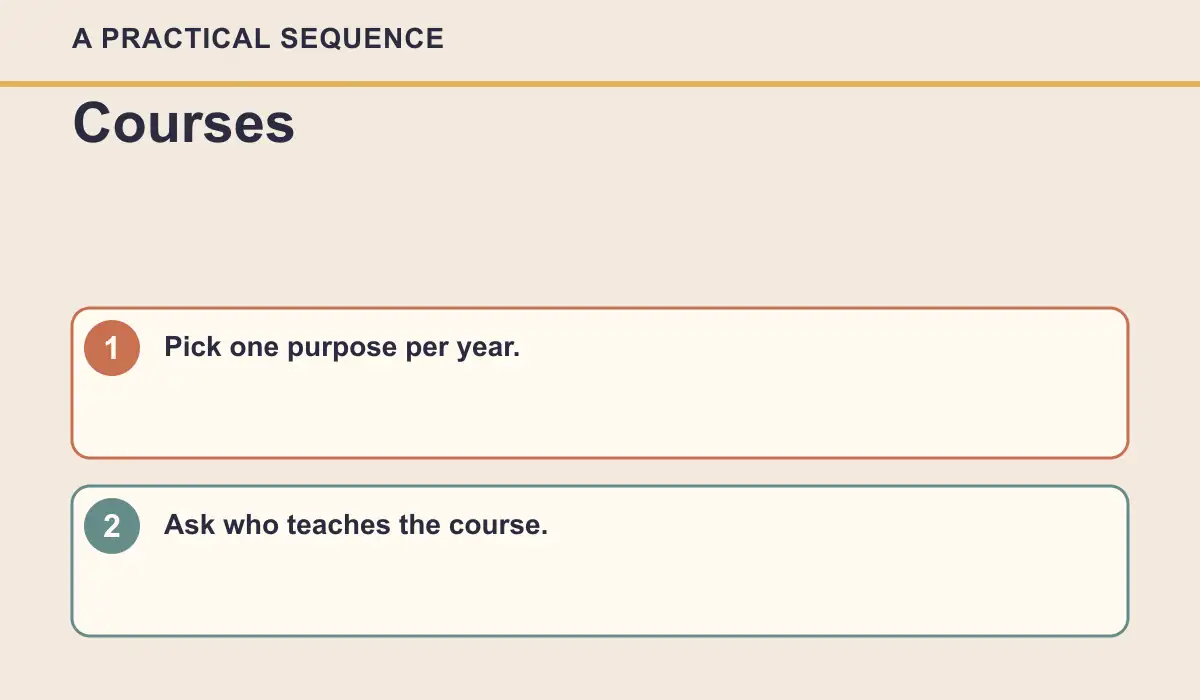 A PRACTICAL SEQUENCE
Courses
1 Pick one purpose per year.
2 Ask who teaches the course.